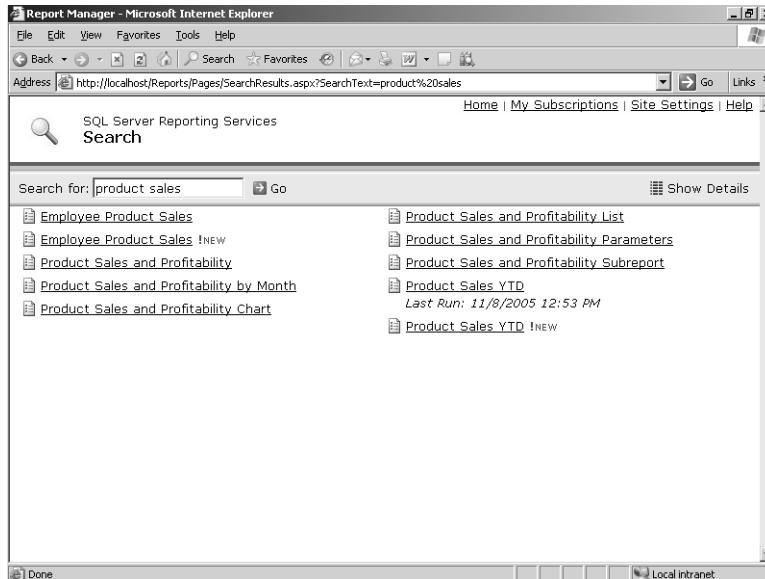 Report Manager - Microsoft Internet Explorer
File Edit View Favorites Tools Help
Back Search Favorites
Address http://localhost/Reports/Pages/SearchResults.aspx?SearchText=product%20sales Go Links
Home | My Subscriptions | Site Settings | Help
SQL Server Reporting Services
Search
Search for: product sales Go Show Details
Employee Product Sales
Employee Product Sales !NEW
Product Sales and Profitability
Product Sales and Profitability by Month
Product Sales and Profitability Chart
Product Sales and Profitability List
Product Sales and Profitability Parameters
Product Sales and Profitability Subreport
Product Sales YTD
Last Run: 11/8/2005 12:53 PM
Product Sales YTD !NEW
Done Local intranet